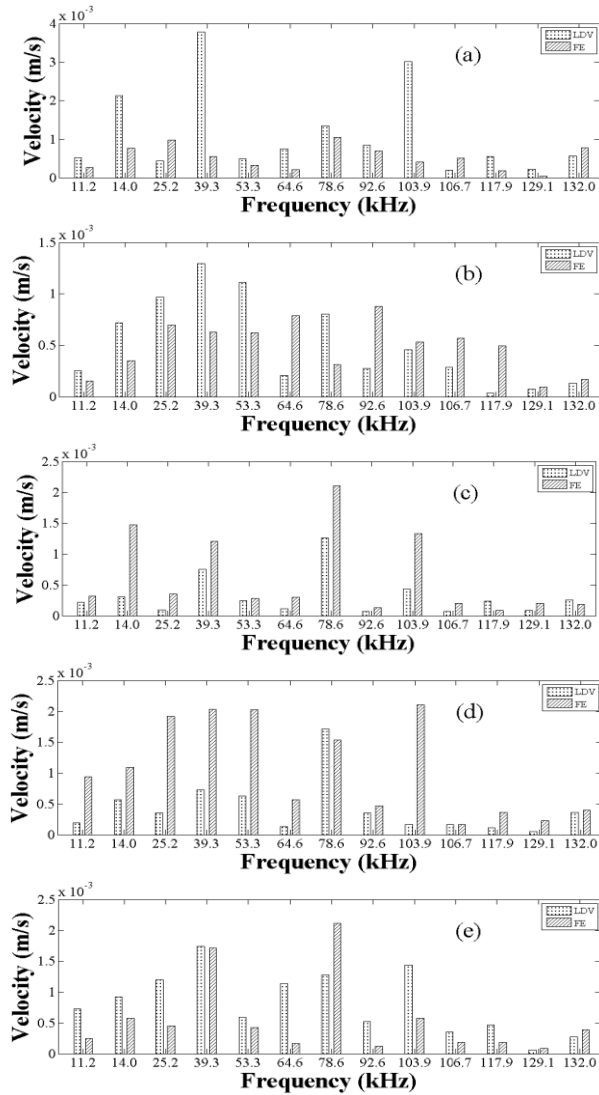 x 10⁻³
4
3
2
1
0
Velocity (m/s)
(a)
LDV
FE
11.2 14.0 25.2 39.3 53.3 64.6 78.6 92.6 103.9 106.7 117.9 129.1 132.0
Frequency (kHz)
x 10⁻³
1.5
1
0.5
0
Velocity (m/s)
(b)
LDV
FE
11.2 14.0 25.2 39.3 53.3 64.6 78.6 92.6 103.9 106.7 117.9 129.1 132.0
Frequency (kHz)
x 10⁻³
2.5
2
1.5
1
0.5
0
Velocity (m/s)
(c)
LDV
FE
11.2 14.0 25.2 39.3 53.3 64.6 78.6 92.6 103.9 106.7 117.9 129.1 132.0
Frequency (kHz)
x 10⁻³
2.5
2
1.5
1
0.5
0
Velocity (m/s)
(d)
LDV
FE
11.2 14.0 25.2 39.3 53.3 64.6 78.6 92.6 103.9 106.7 117.9 129.1 132.0
Frequency (kHz)
x 10⁻³
2.5
2
1.5
1
0.5
0
Velocity (m/s)
(e)
LDV
FE
11.2 14.0 25.2 39.3 53.3 64.6 78.6 92.6 103.9 106.7 117.9 129.1 132.0
Frequency (kHz)